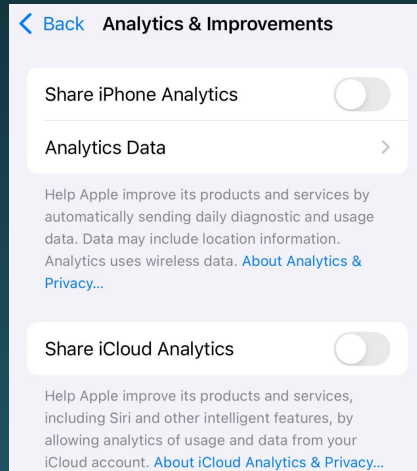 Back Analytics & Improvements
Share iPhone Analytics
Analytics Data
Help Apple improve its products and services by
automatically sending daily diagnostic and usage
data. Data may include location information.
Analytics uses wireless data. About Analytics &
Privacy...
Share iCloud Analytics
Help Apple improve its products and services,
including Siri and other intelligent features, by
allowing analytics of usage and data from your
iCloud account. About iCloud Analytics & Privacy...